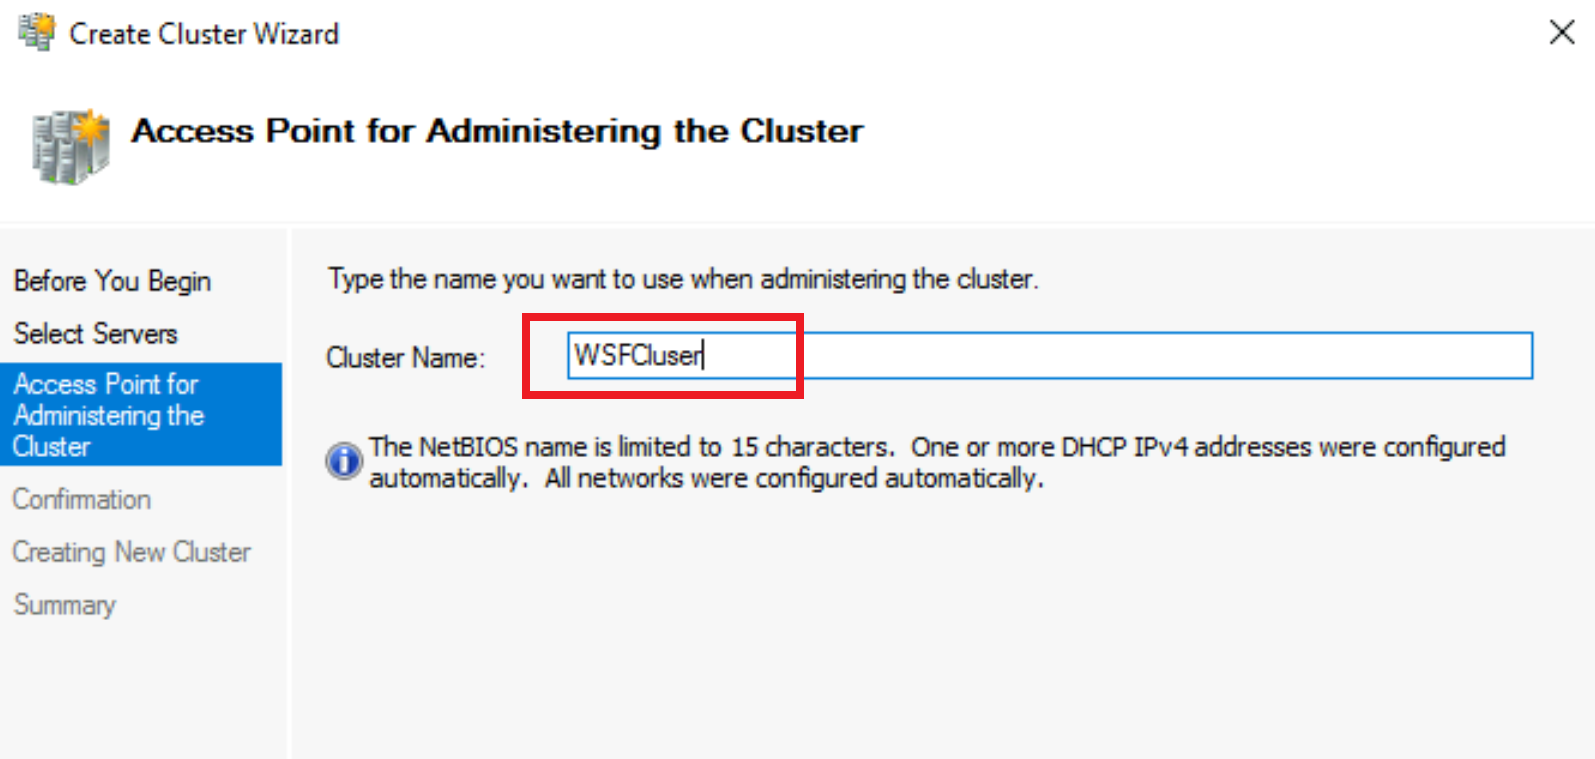 Create Cluster Wizard
Access Point for Administering the Cluster
Before You Begin
Select Servers
Access Point for
Administering the
Cluster
Confirmation
Creating New Cluster
Summary
Type the name you want to use when administering the cluster.
Cluster Name:
WSFCluser
The NetBIOS name is limited to 15 characters.  One or more DHCP IPv4 addresses were configured
automatically.  All networks were configured automatically.